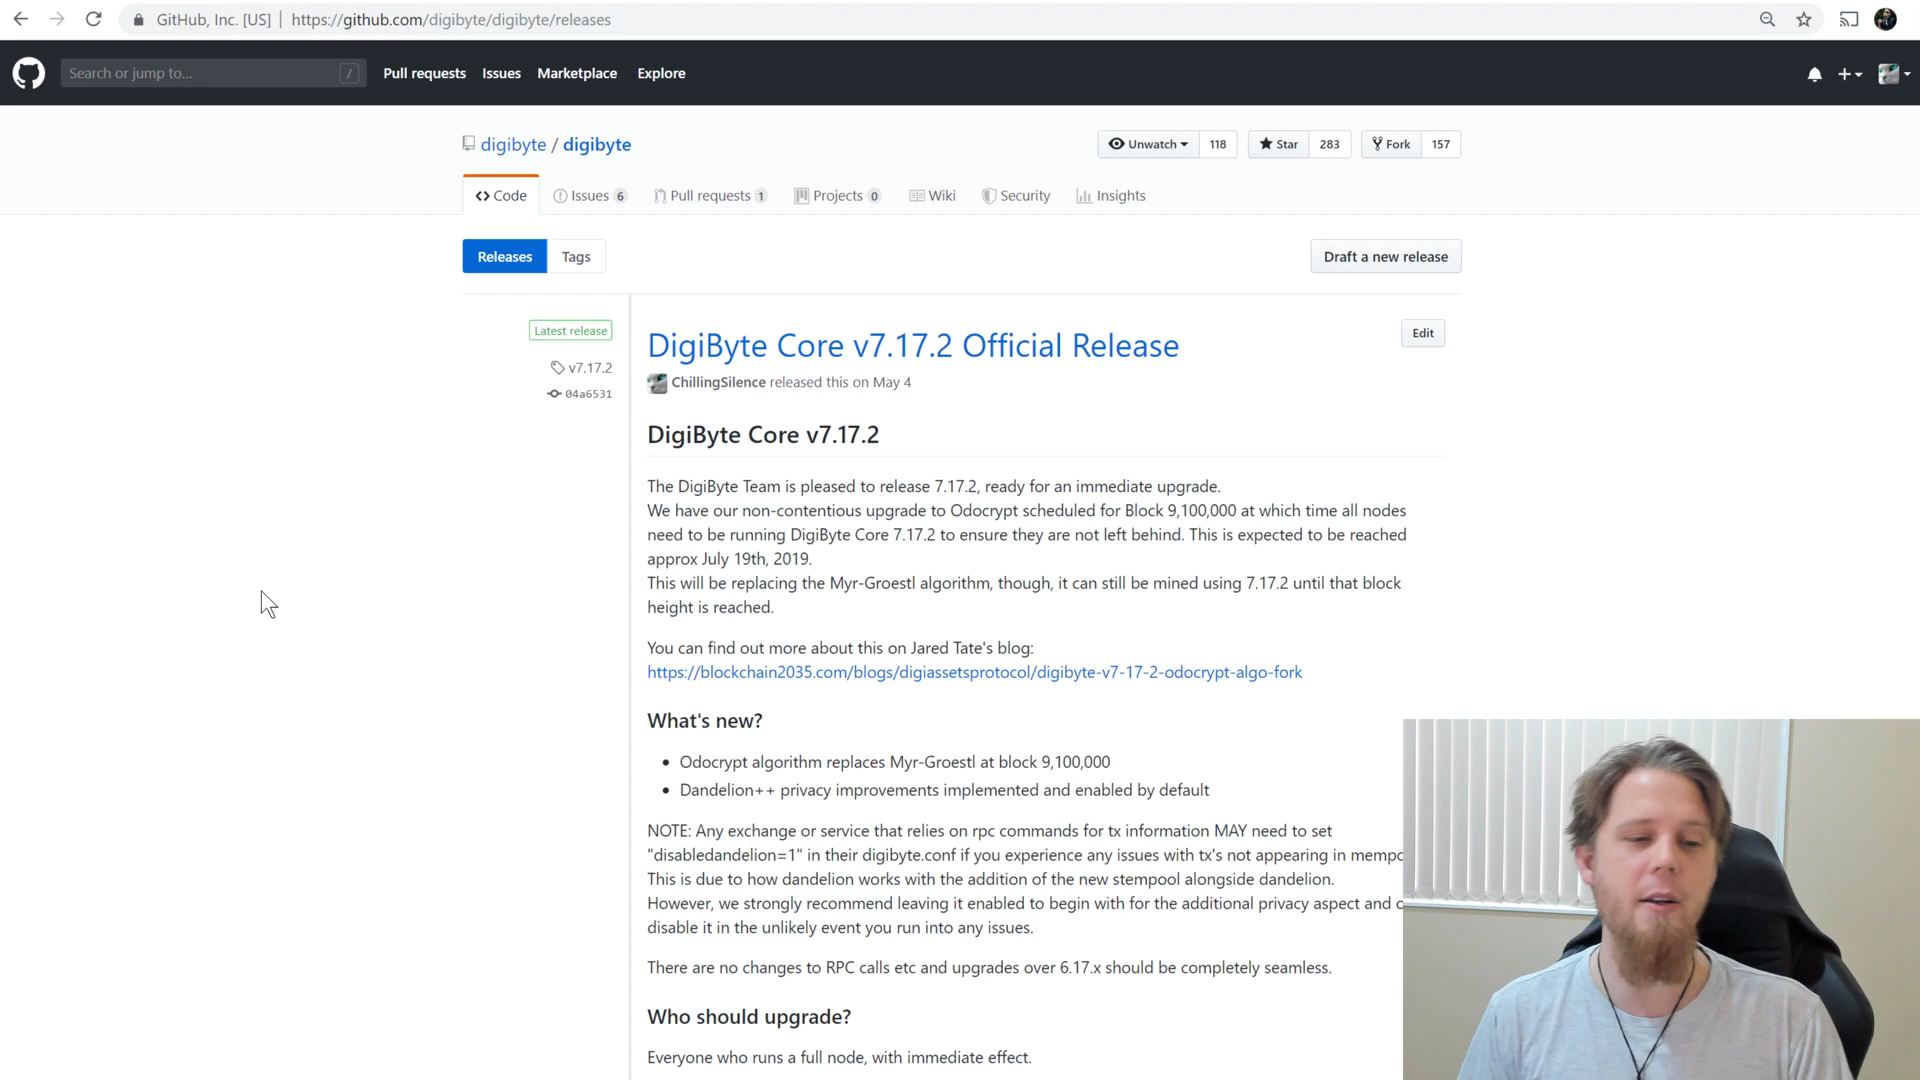 GitHub, Inc. [US] | https://github.com/digibyte/digibyte/releases
Search or jump to... /
Pull requests Issues Marketplace Explore
digibyte / digibyte
Unwatch 118 Star 283 Fork 157
Code Issues 6 Pull requests 1 Projects 0 Wiki Security Insights
Releases Tags Draft a new release
Latest release
v7.17.2
04a6531
DigiByte Core v7.17.2 Official Release
Edit
ChillingSilence released this on May 4
DigiByte Core v7.17.2
The DigiByte Team is pleased to release 7.17.2, ready for an immediate upgrade.
We have our non-contentious upgrade to Odocrypt scheduled for Block 9,100,000 at which time all nodes
need to be running DigiByte Core 7.17.2 to ensure they are not left behind. This is expected to be reached
approx July 19th, 2019.
This will be replacing the Myr-Groestl algorithm, though, it can still be mined using 7.17.2 until that block
height is reached.
You can find out more about this on Jared Tate's blog:
https://blockchain2035.com/blogs/digiassetsprotocol/digibyte-v7-17-2-odocrypt-algo-fork
What's new?
• Odocrypt algorithm replaces Myr-Groestl at block 9,100,000
• Dandelion++ privacy improvements implemented and enabled by default
NOTE: Any exchange or service that relies on rpc commands for tx information MAY need to set
"disabledandelion=1" in their digibyte.conf if you experience any issues with tx's not appearing in mempo
This is due to how dandelion works with the addition of the new stempool alongside dandelion.
However, we strongly recommend leaving it enabled to begin with for the additional privacy aspect and
disable it in the unlikely event you run into any issues.
There are no changes to RPC calls etc and upgrades over 6.17.x should be completely seamless.
Who should upgrade?
Everyone who runs a full node, with immediate effect.